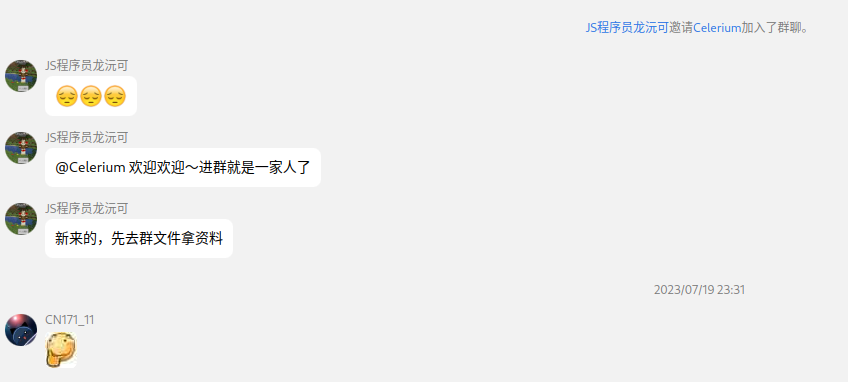 JS程序员龙沅可邀请Celerium加入了群聊。
JS程序员龙沅可
😔😔😔
JS程序员龙沅可
@Celerium 欢迎欢迎～进群就是一家人了
JS程序员龙沅可
新来的，先去群文件拿资料
2023/07/19 23:31
CN171_11